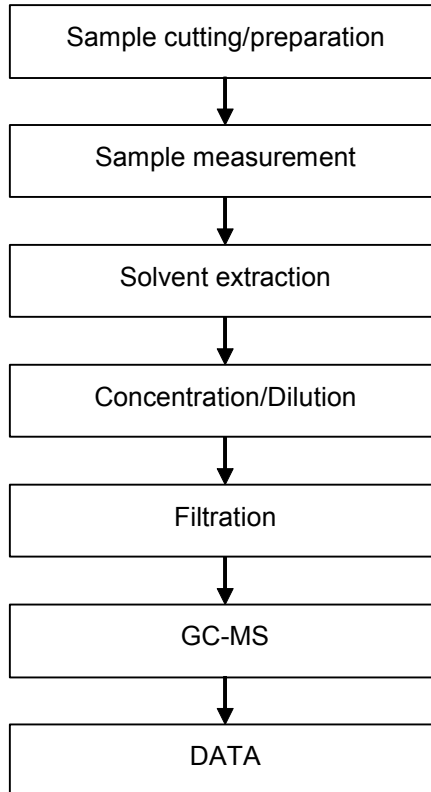 Sample cutting/preparation
Sample measurement
Solvent extraction
Concentration/Dilution
Filtration
GC-MS
DATA